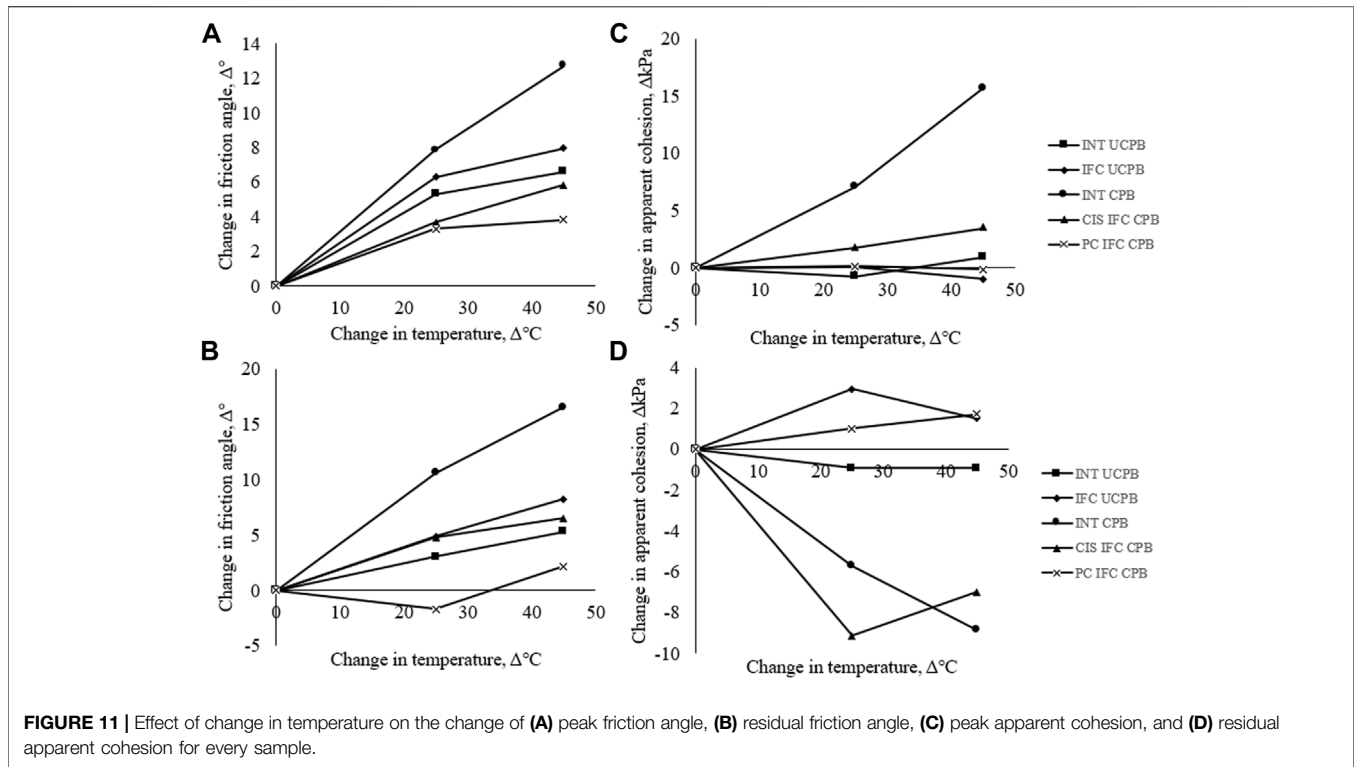 A
Change in friction angle, Δ°
14
12
10
8
6
4
2
0
0 10 20 30 40 50
Change in temperature, Δ°C
B
Change in friction angle, Δ°
20
15
10
5
0
-5
0 10 20 30 40 50
Change in temperature, Δ°C
C
Change in apparent cohesion, ΔkPa
20
15
10
5
0
-5
0 10 20 30 40 50
Change in temperature, Δ°C
INT UCPB
IFC UCPB
INT CPB
CIS IFC CPB
PC IFC CPB
D
Change in apparent cohesion, ΔkPa
4
2
0
-2
-4
-6
-8
-10
0 10 20 30 40 50
Change in temperature, Δ°C
INT UCPB
IFC UCPB
INT CPB
CIS IFC CPB
PC IFC CPB
FIGURE 11 | Effect of change in temperature on the change of (A) peak friction angle, (B) residual friction angle, (C) peak apparent cohesion, and (D) residual
apparent cohesion for every sample.